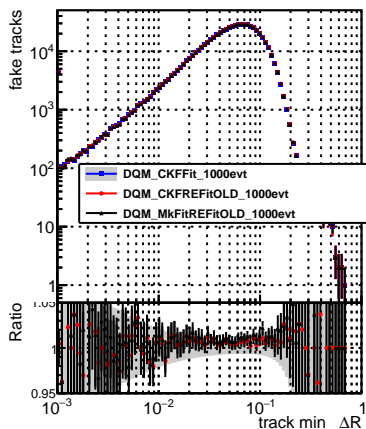 fake tracks
10⁴
10³
10²
DQM_CKFFit_1000evt
DQM_CKFREFitOLD_1000evt
DQM_MkFitREFitOLD_1000evt
10
1
Ratio
1.05
1
0.95
10⁻³ 10⁻² 10⁻¹ 1
track min ΔR